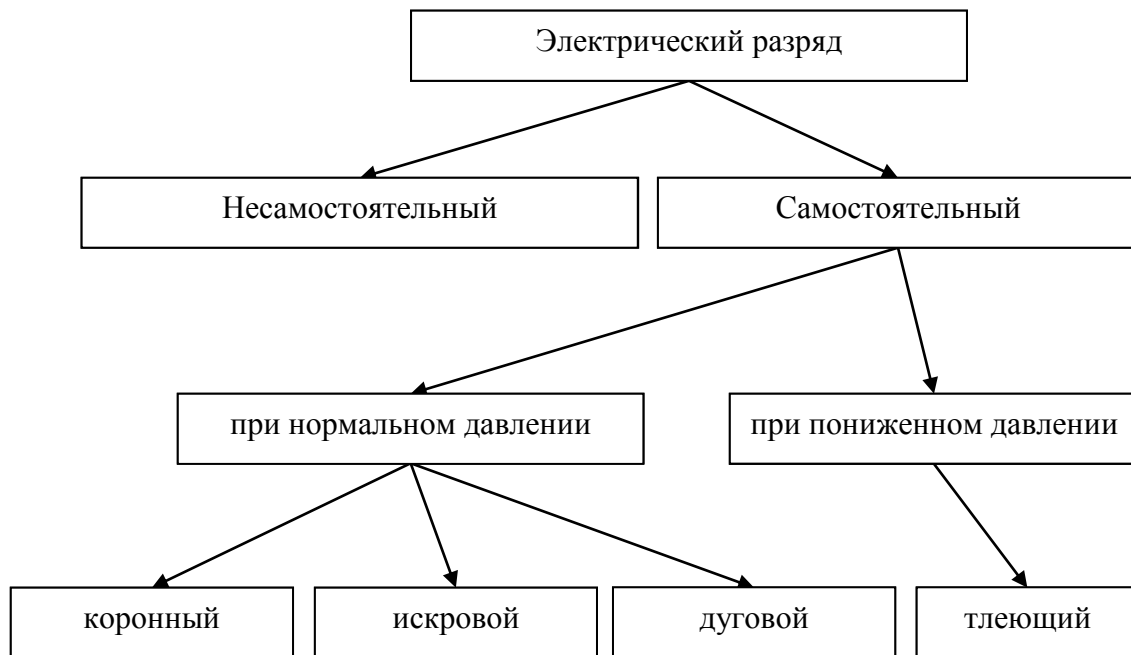 Электрический разряд
Несамостоятельный
Самостоятельный
при нормальном давлении
при пониженном давлении
коронный
искровой
дуговой
тлеющий